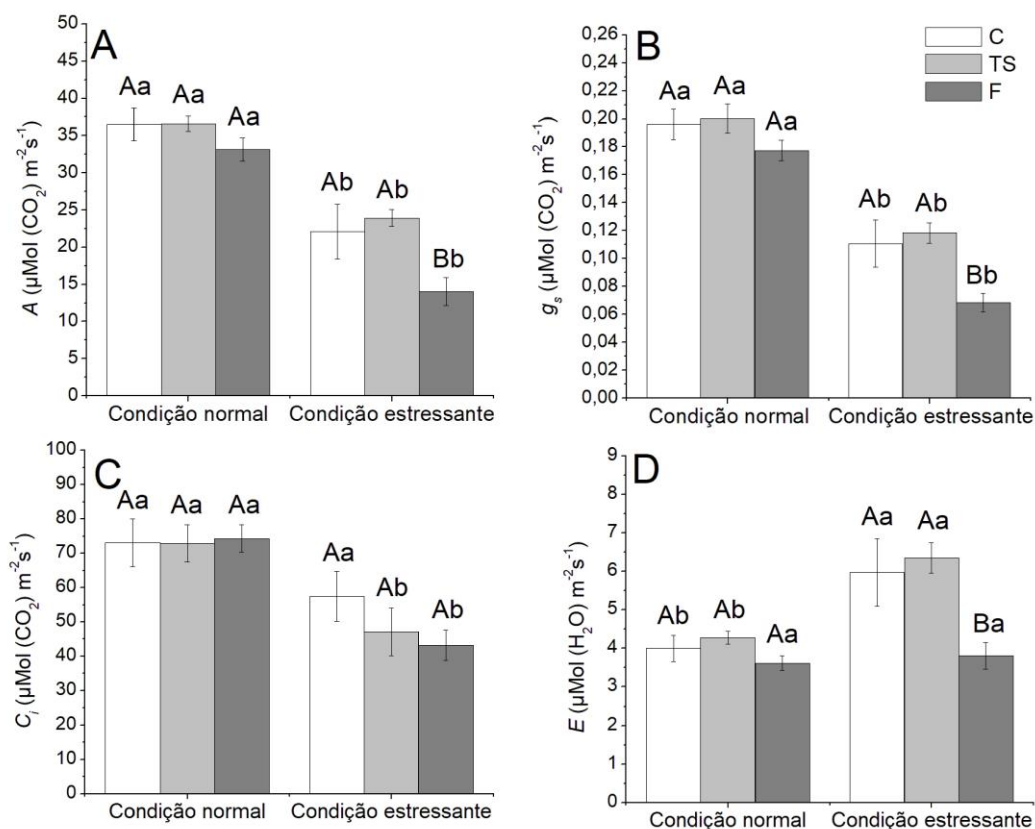 A
50
45
40
35
30
25
20
15
10
5
0
A (µMol (CO₂) m⁻²s⁻¹)
Aa Aa Aa
Ab Ab Bb
Condição normal Condição estressante
B
0,26
0,24
0,22
0,20
0,18
0,16
0,14
0,12
0,10
0,08
0,06
0,04
0,02
0,00
gₛ (µMol (CO₂) m⁻²s⁻¹)
C
TS
F
Aa Aa Aa
Ab Ab Bb
Condição normal Condição estressante
C
100
90
80
70
60
50
40
30
20
10
0
Cᵢ (µMol (CO₂) m⁻²s⁻¹)
Aa Aa Aa
Aa Ab Ab
Condição normal Condição estressante
D
9
8
7
6
5
4
3
2
1
0
E (µMol (H₂O) m⁻²s⁻¹)
Ab Ab Aa
Aa Aa Ba
Condição normal Condição estressante